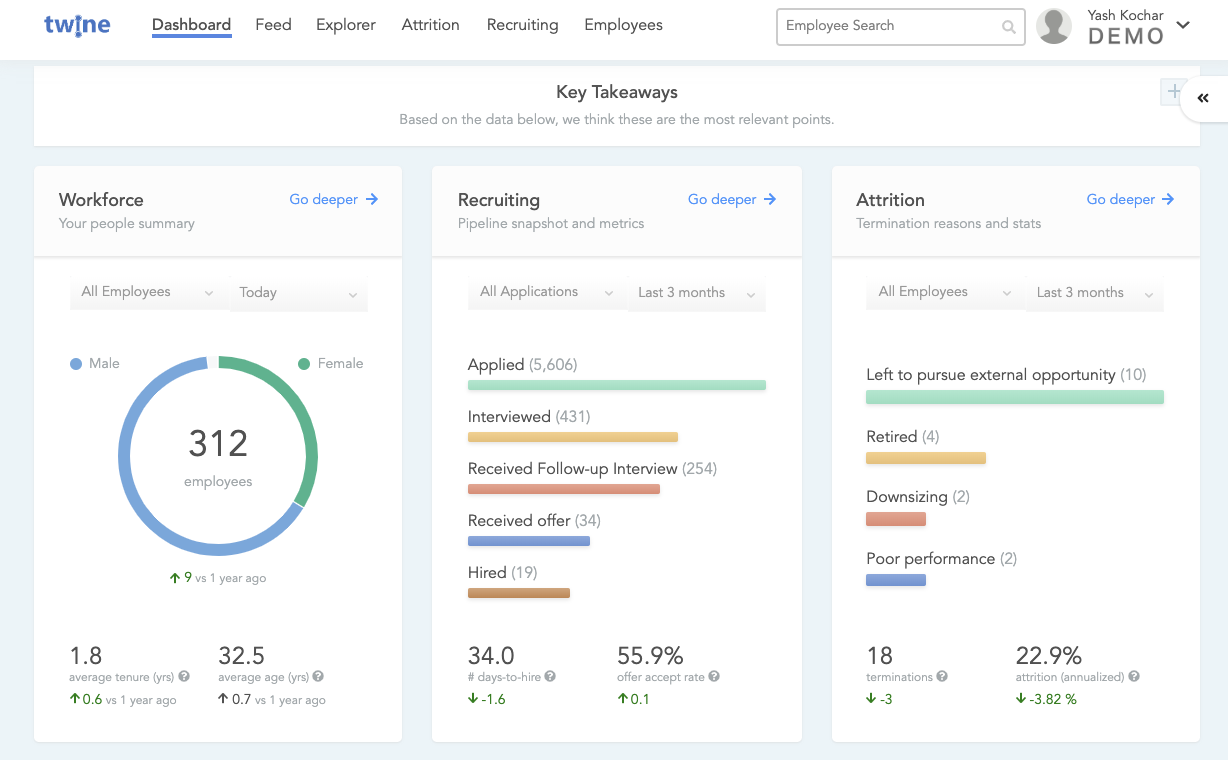 twine Dashboard Feed Explorer Attrition Recruiting Employees Employee Search Yash Kochar
DEMO
Key Takeaways
Based on the data below, we think these are the most relevant points.
Workforce Go deeper →
Your people summary
All Employees Today
Male Female
312
employees
↑ 9 vs 1 year ago
1.8 32.5
average tenure (yrs) ? average age (yrs) ?
↑ 0.6 vs 1 year ago ↑ 0.7 vs 1 year ago
Recruiting Go deeper →
Pipeline snapshot and metrics
All Applications Last 3 months
Applied (5,606)
Interviewed (431)
Received Follow-up Interview (254)
Received offer (34)
Hired (19)
34.0 55.9%
# days-to-hire ? offer accept rate ?
↓ -1.6 ↑ 0.1
Attrition Go deeper →
Termination reasons and stats
All Employees Last 3 months
Left to pursue external opportunity (10)
Retired (4)
Downsizing (2)
Poor performance (2)
18 22.9%
terminations ? attrition (annualized) ?
↓ -3 ↓ -3.82 %